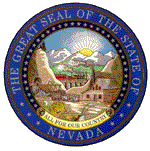 THE GREAT SEAL OF THE STATE OF
NEVADA
ALL FOR OUR COUNTRY